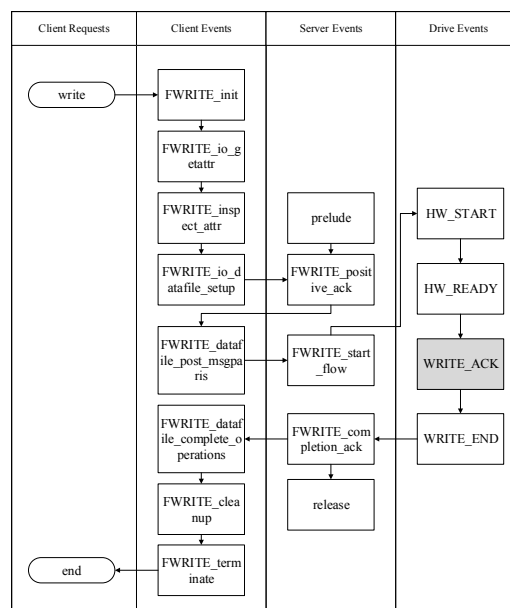 Client Requests
Client Events
Server Events
Drive Events
write
FWRITE_init
FWRITE_io_g
etattr
FWRITE_insp
ect_attr
prelude
HW_START
FWRITE_io_d
atafile_setup
FWRITE_posit
ive_ack
HW_READY
FWRITE_dataf
ile_post_msgpa
ris
FWRITE_start
_flow
WRITE_ACK
FWRITE_dataf
ile_complete_o
perations
FWRITE_com
pletion_ack
WRITE_END
FWRITE_clea
nup
release
end
FWRITE_term
inate